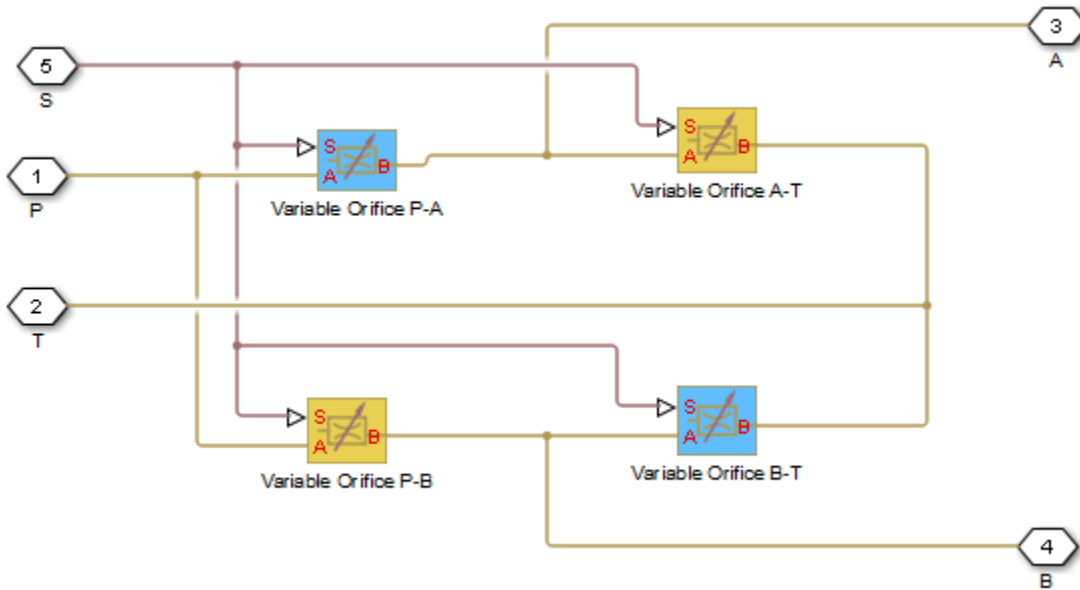 3
A
5
S
S
A
B
Variable Orifice P-A
S
A
B
Variable Orifice A-T
1
P
2
T
S
A
B
Variable Orifice P-B
S
A
B
Variable Orifice B-T
4
B